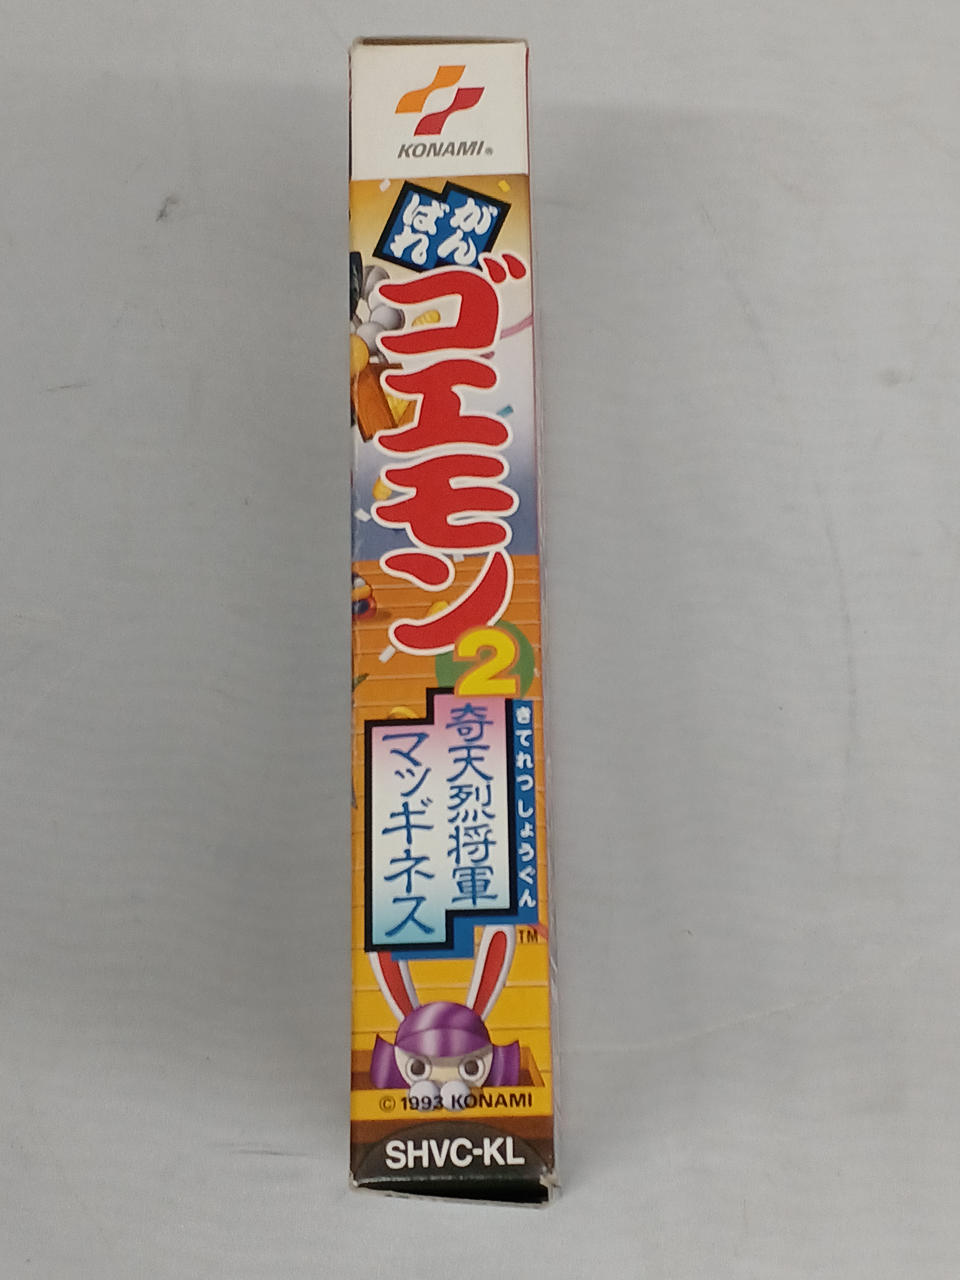 KONAMI®
がん
ばれ
ゴエモン
2
きてれつしょうぐん
奇天烈将軍
マッギネス
TM
© 1993 KONAMI
SHVC-KL